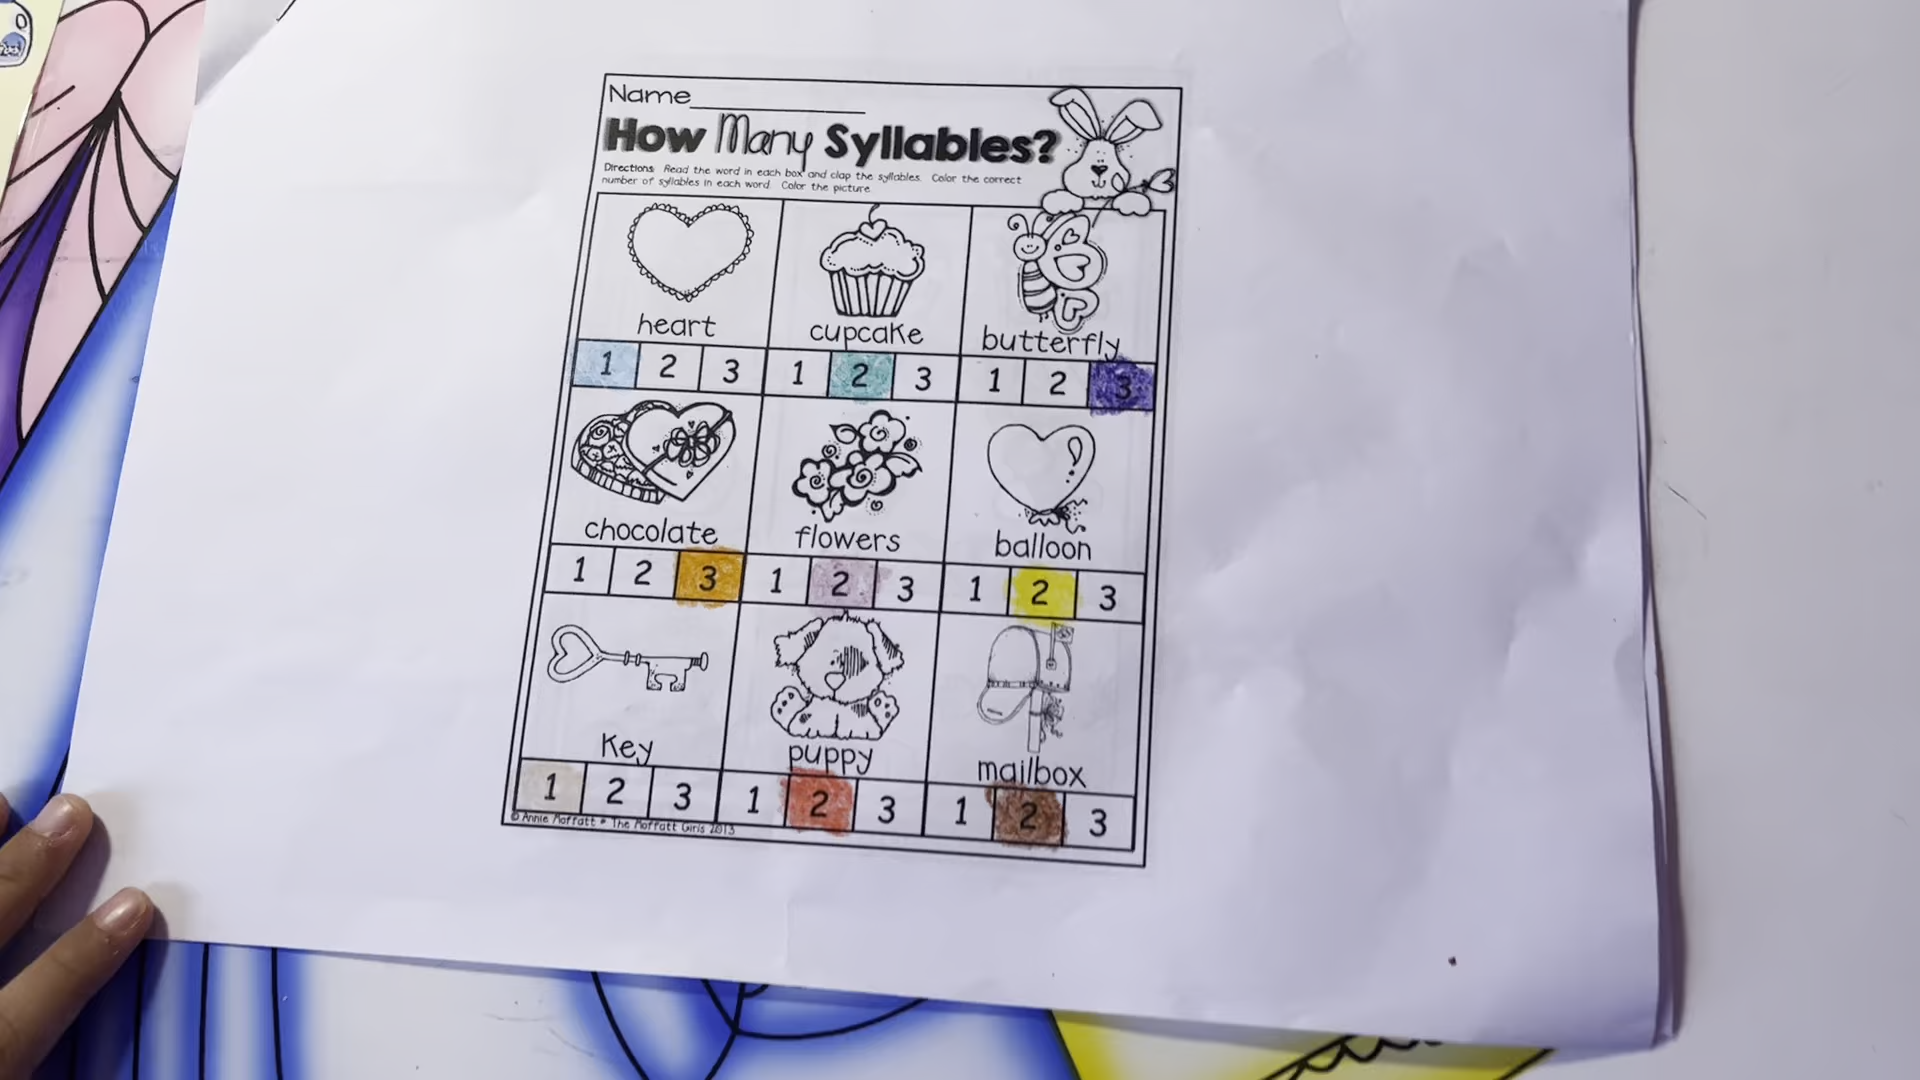 Name
How Many Syllables?
Directions: Read the word in each box and clap the syllables. Color the correct
number of syllables in each word. Color the picture.
heart cupcake butterfly
1 2 3 1 2 3 1 2 3
chocolate flowers balloon
1 2 3 1 2 3 1 2 3
key puppy mailbox
1 2 3 1 2 3 1 2 3
© Annie Moffatt * The Moffatt Girls 2013